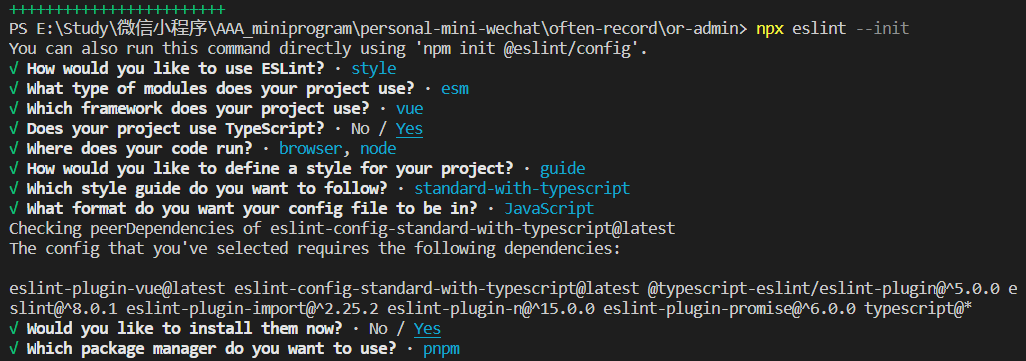 ++++++++++++++++++++++++
PS E:\Study\微信小程序\AAA_miniprogram\personal-mini-wechat\often-record\or-admin> npx eslint --init
You can also run this command directly using 'npm init @eslint/config'.
√ How would you like to use ESLint? · style
√ What type of modules does your project use? · esm
√ Which framework does your project use? · vue
√ Does your project use TypeScript? · No / Yes
√ Where does your code run? · browser, node
√ How would you like to define a style for your project? · guide
√ Which style guide do you want to follow? · standard-with-typescript
√ What format do you want your config file to be in? · JavaScript
Checking peerDependencies of eslint-config-standard-with-typescript@latest
The config that you've selected requires the following dependencies:
eslint-plugin-vue@latest eslint-config-standard-with-typescript@latest @typescript-eslint/eslint-plugin@^5.0.0 e
slint@^8.0.1 eslint-plugin-import@^2.25.2 eslint-plugin-n@^15.0.0 eslint-plugin-promise@^6.0.0 typescript@*
√ Would you like to install them now? · No / Yes
√ Which package manager do you want to use? · pnpm